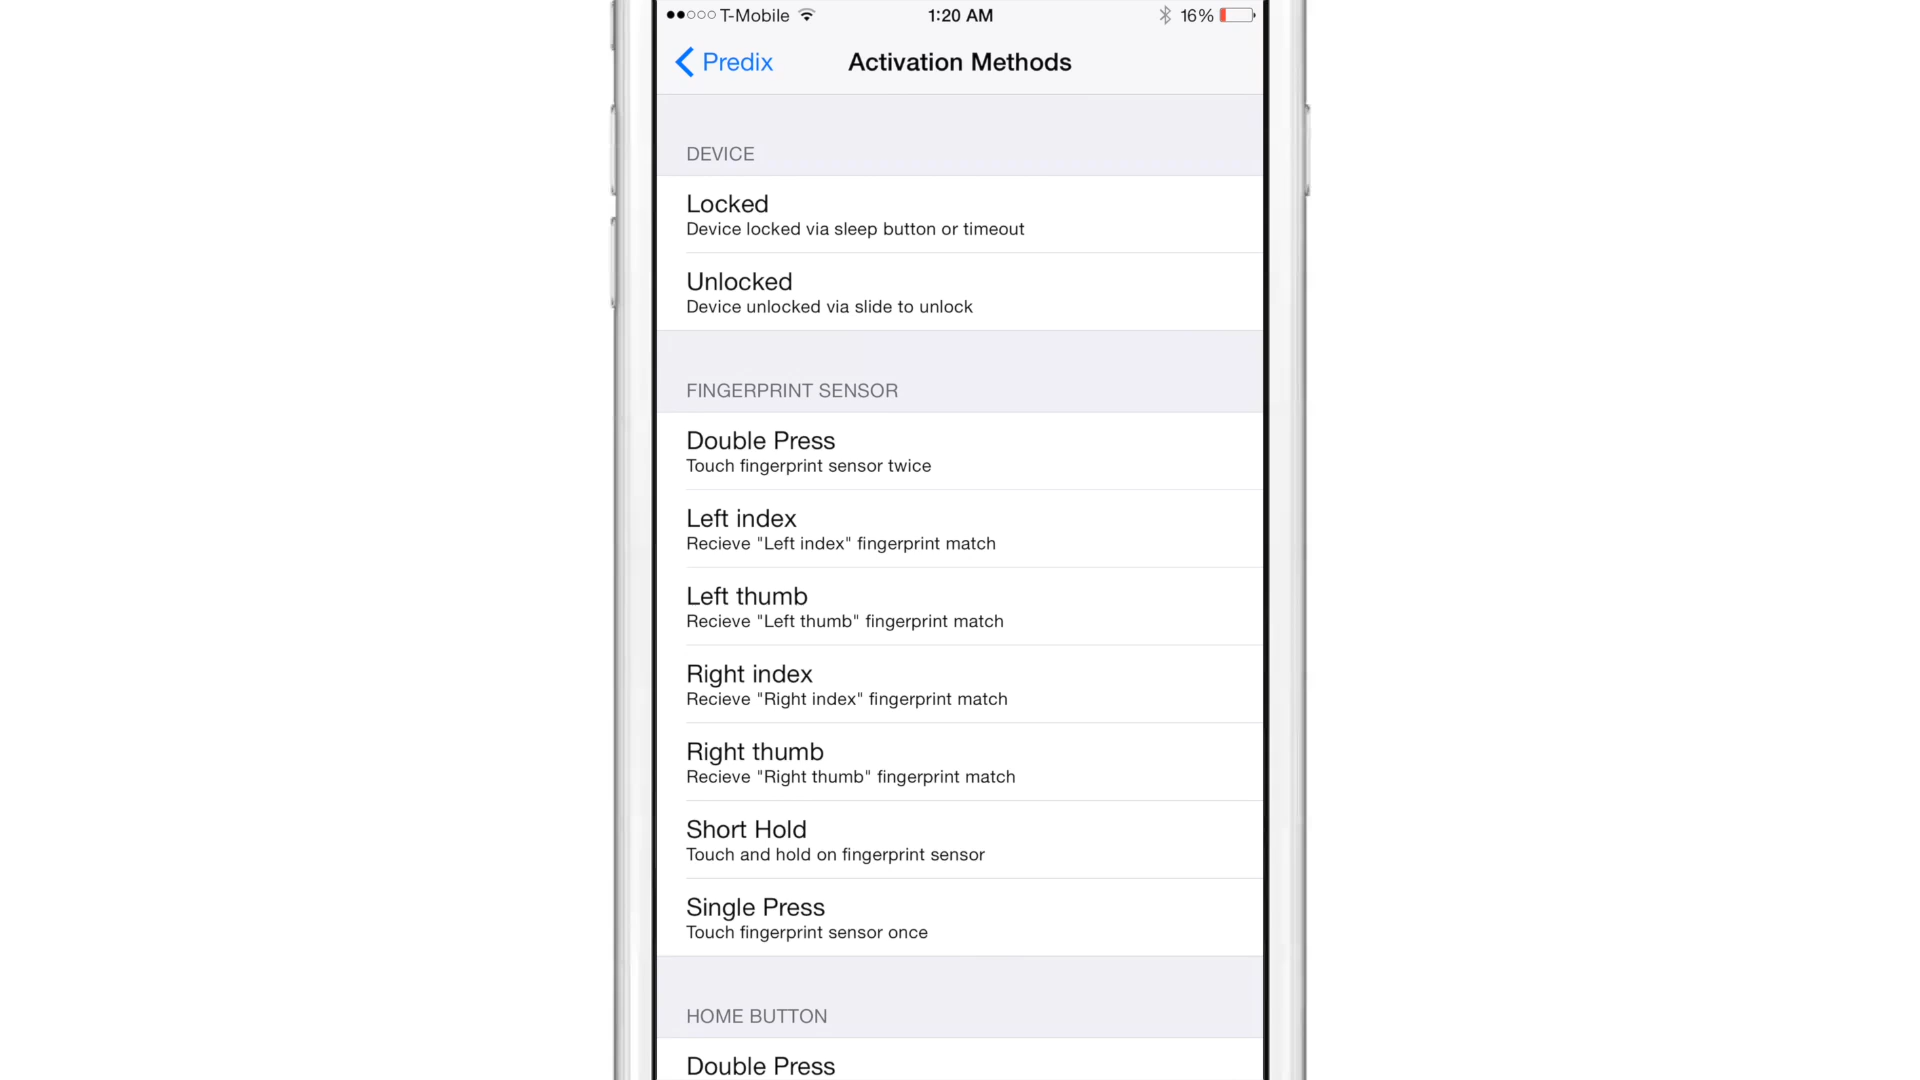 T-Mobile 1:20 AM 16%
Predix Activation Methods
DEVICE
Locked
Device locked via sleep button or timeout
Unlocked
Device unlocked via slide to unlock
FINGERPRINT SENSOR
Double Press
Touch fingerprint sensor twice
Left index
Recieve "Left index" fingerprint match
Left thumb
Recieve "Left thumb" fingerprint match
Right index
Recieve "Right index" fingerprint match
Right thumb
Recieve "Right thumb" fingerprint match
Short Hold
Touch and hold on fingerprint sensor
Single Press
Touch fingerprint sensor once
HOME BUTTON
Double Press